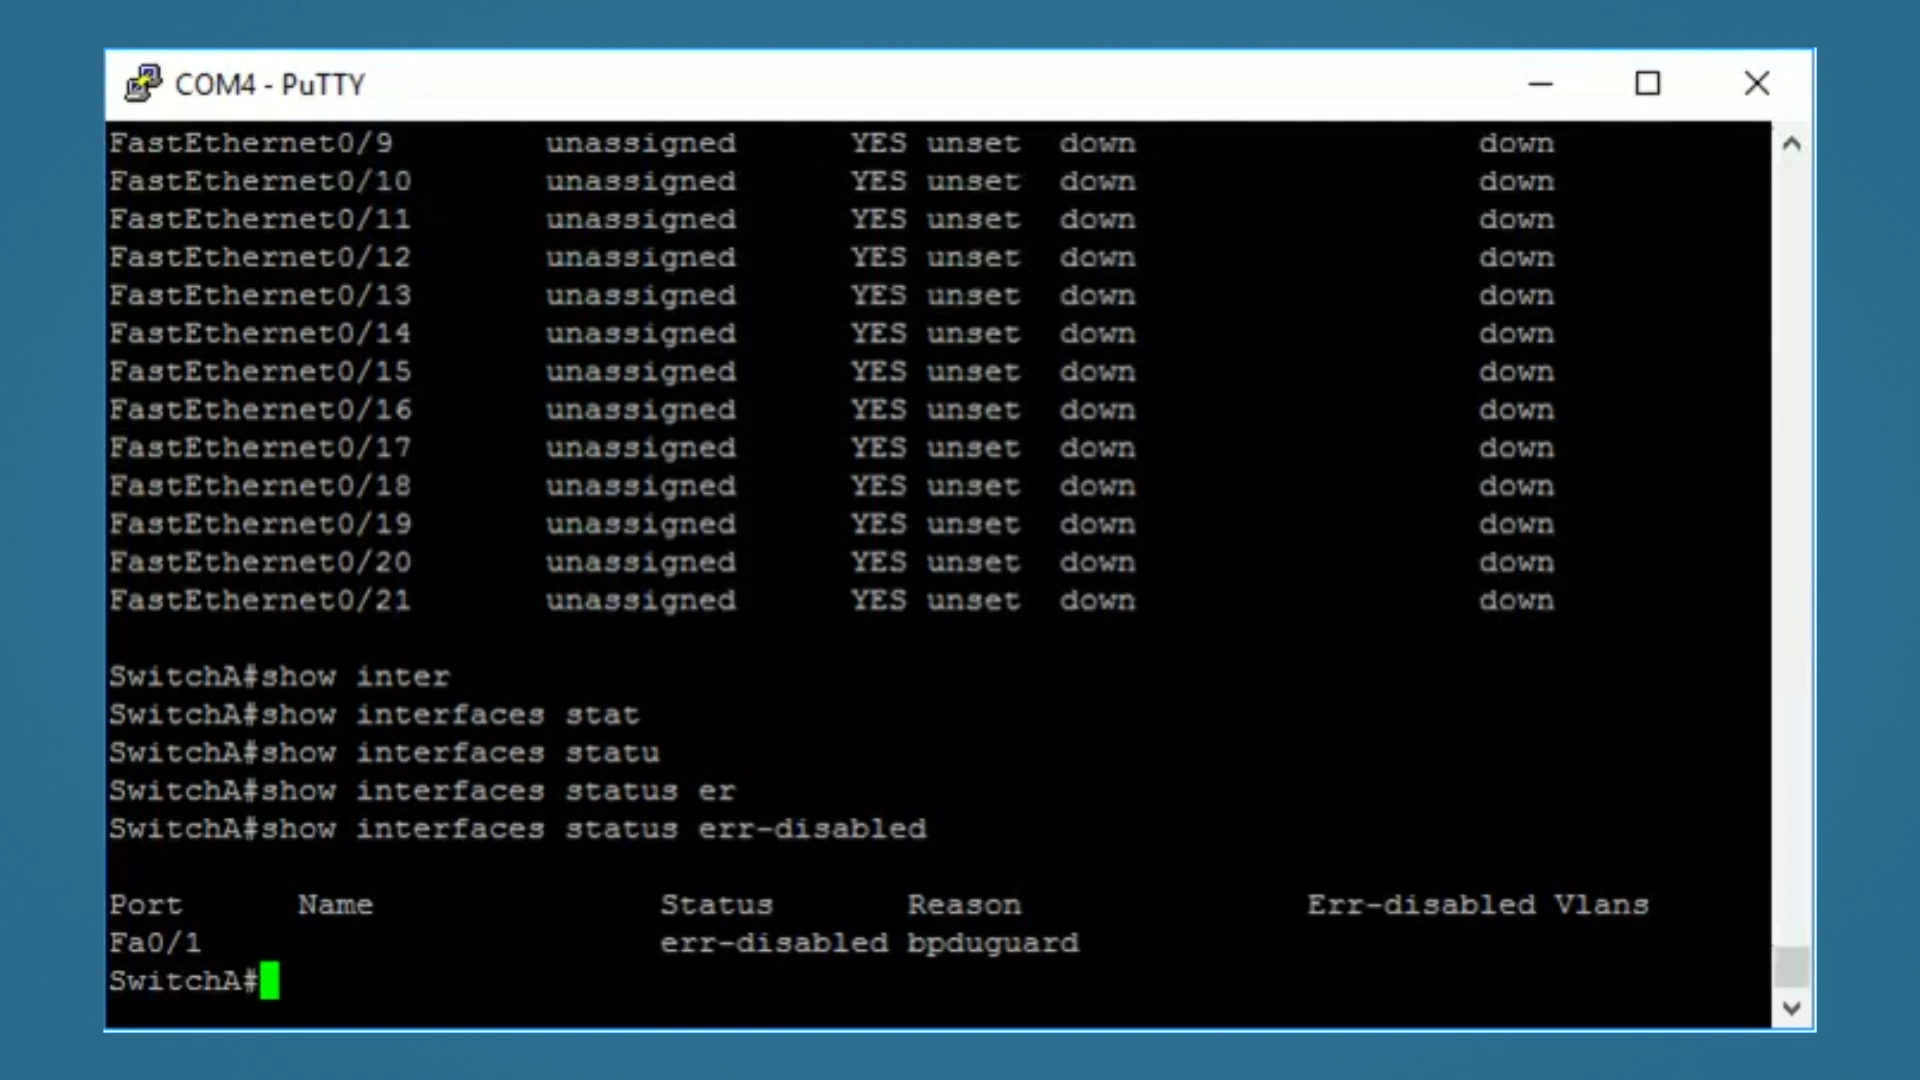 COM4 - PuTTY
FastEthernet0/9 unassigned YES unset down down
FastEthernet0/10 unassigned YES unset down down
FastEthernet0/11 unassigned YES unset down down
FastEthernet0/12 unassigned YES unset down down
FastEthernet0/13 unassigned YES unset down down
FastEthernet0/14 unassigned YES unset down down
FastEthernet0/15 unassigned YES unset down down
FastEthernet0/16 unassigned YES unset down down
FastEthernet0/17 unassigned YES unset down down
FastEthernet0/18 unassigned YES unset down down
FastEthernet0/19 unassigned YES unset down down
FastEthernet0/20 unassigned YES unset down down
FastEthernet0/21 unassigned YES unset down down
SwitchA#show inter
SwitchA#show interfaces stat
SwitchA#show interfaces statu
SwitchA#show interfaces status er
SwitchA#show interfaces status err-disabled
Port Name Status Reason Err-disabled Vlans
Fa0/1 err-disabled bpduguard
SwitchA#